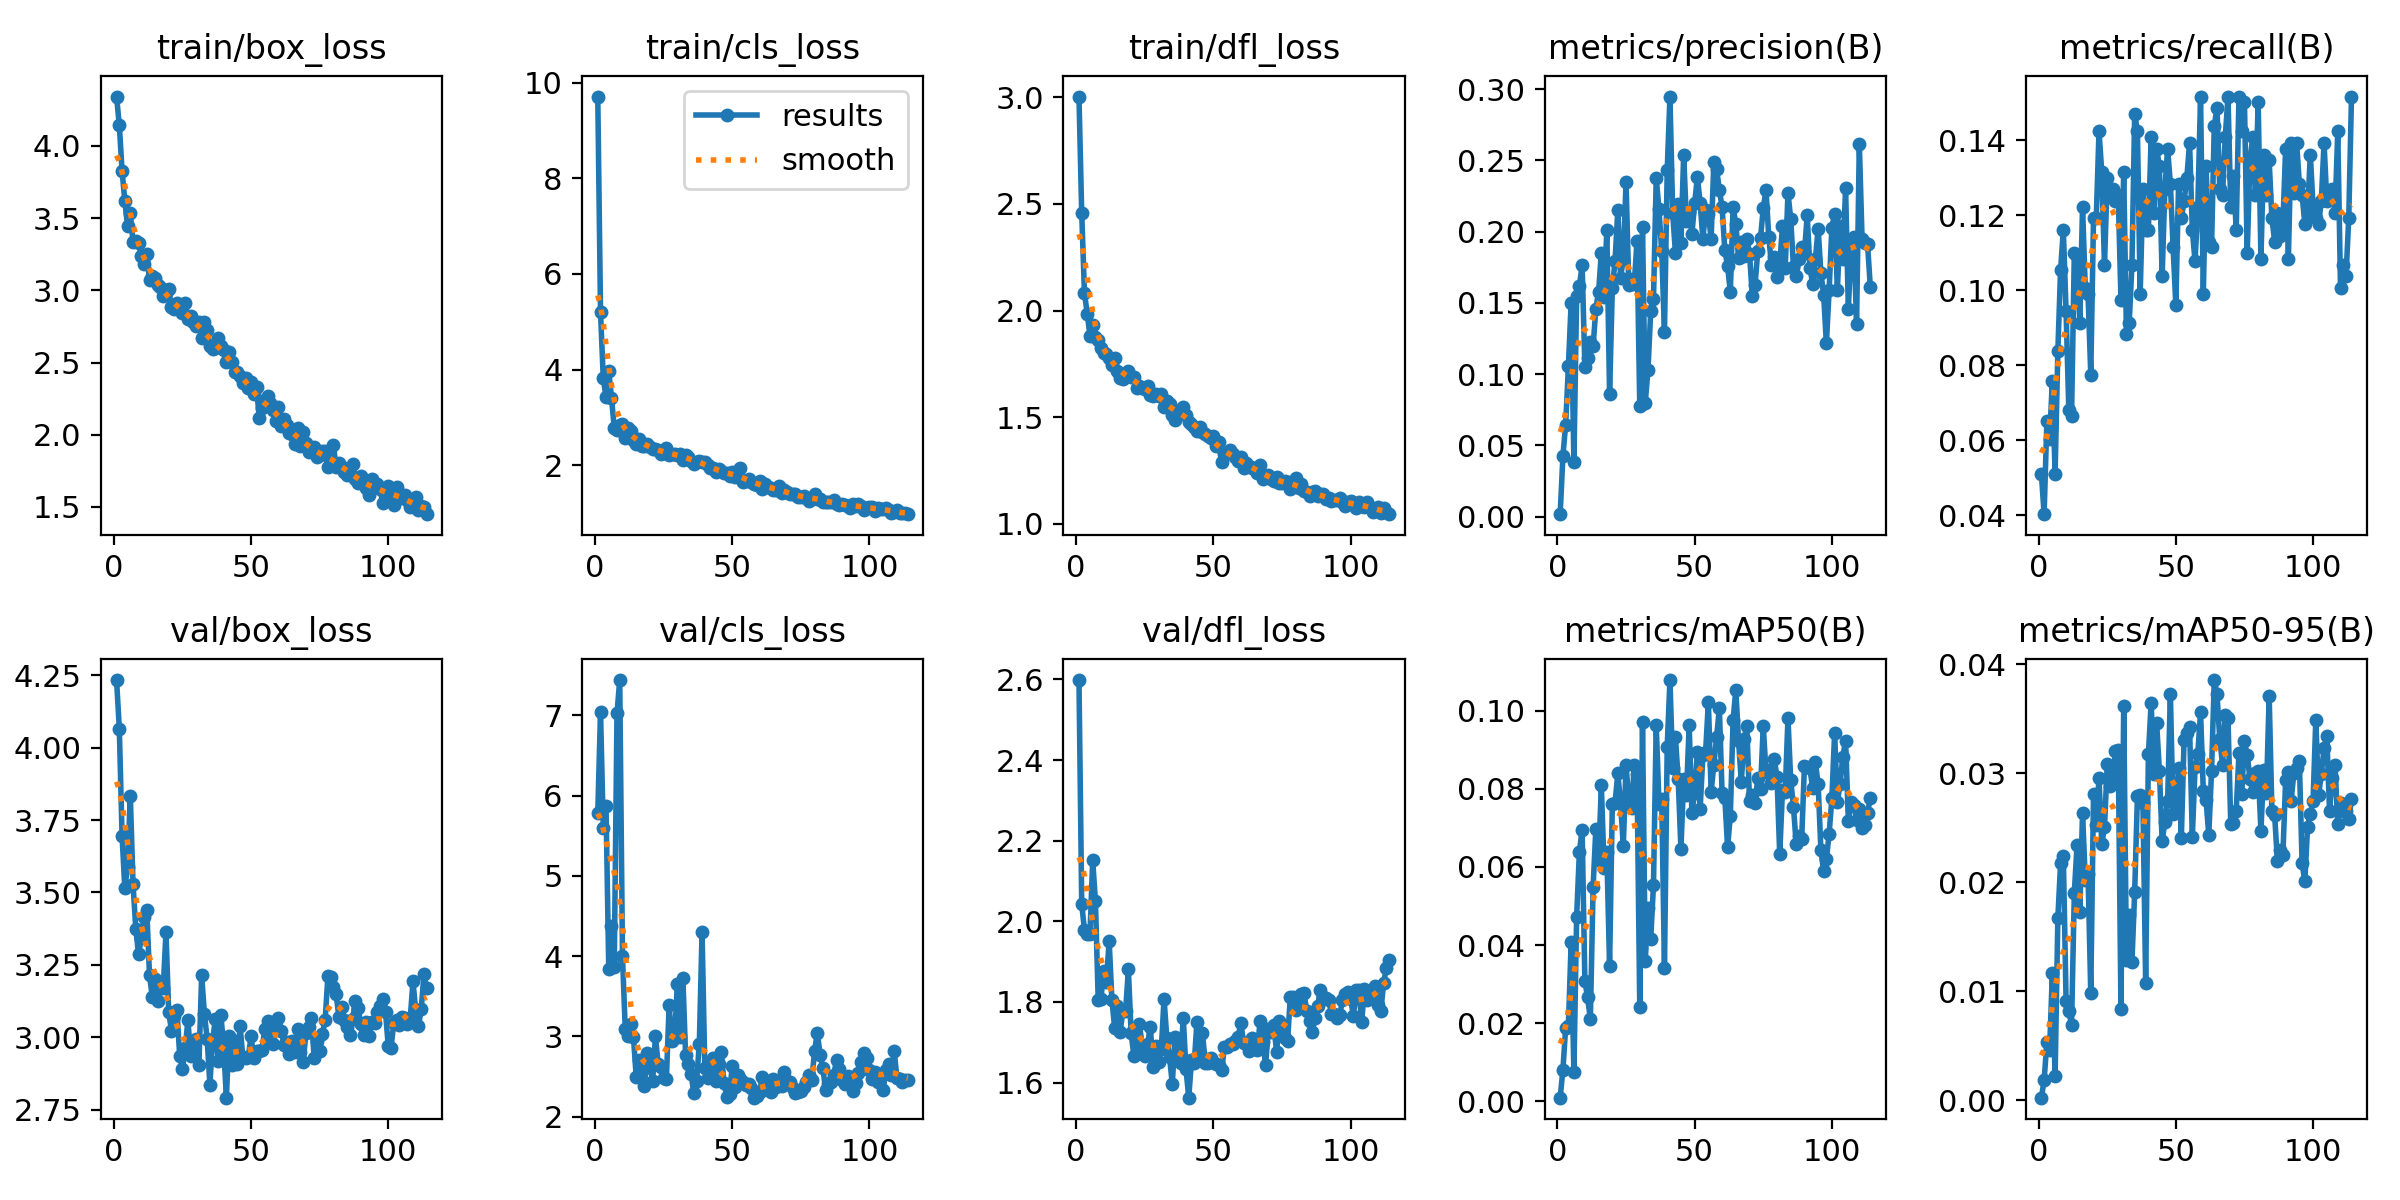 train/box_loss
4.0
3.5
3.0
2.5
2.0
1.5
0 50 100
train/cls_loss
10
8
6
4
2
0 50 100
results
smooth
train/dfl_loss
3.0
2.5
2.0
1.5
1.0
0 50 100
metrics/precision(B)
0.30
0.25
0.20
0.15
0.10
0.05
0.00
0 50 100
metrics/recall(B)
0.14
0.12
0.10
0.08
0.06
0.04
0 50 100
val/box_loss
4.25
4.00
3.75
3.50
3.25
3.00
2.75
0 50 100
val/cls_loss
7
6
5
4
3
2
0 50 100
val/dfl_loss
2.6
2.4
2.2
2.0
1.8
1.6
0 50 100
metrics/mAP50(B)
0.10
0.08
0.06
0.04
0.02
0.00
0 50 100
metrics/mAP50-95(B)
0.04
0.03
0.02
0.01
0.00
0 50 100